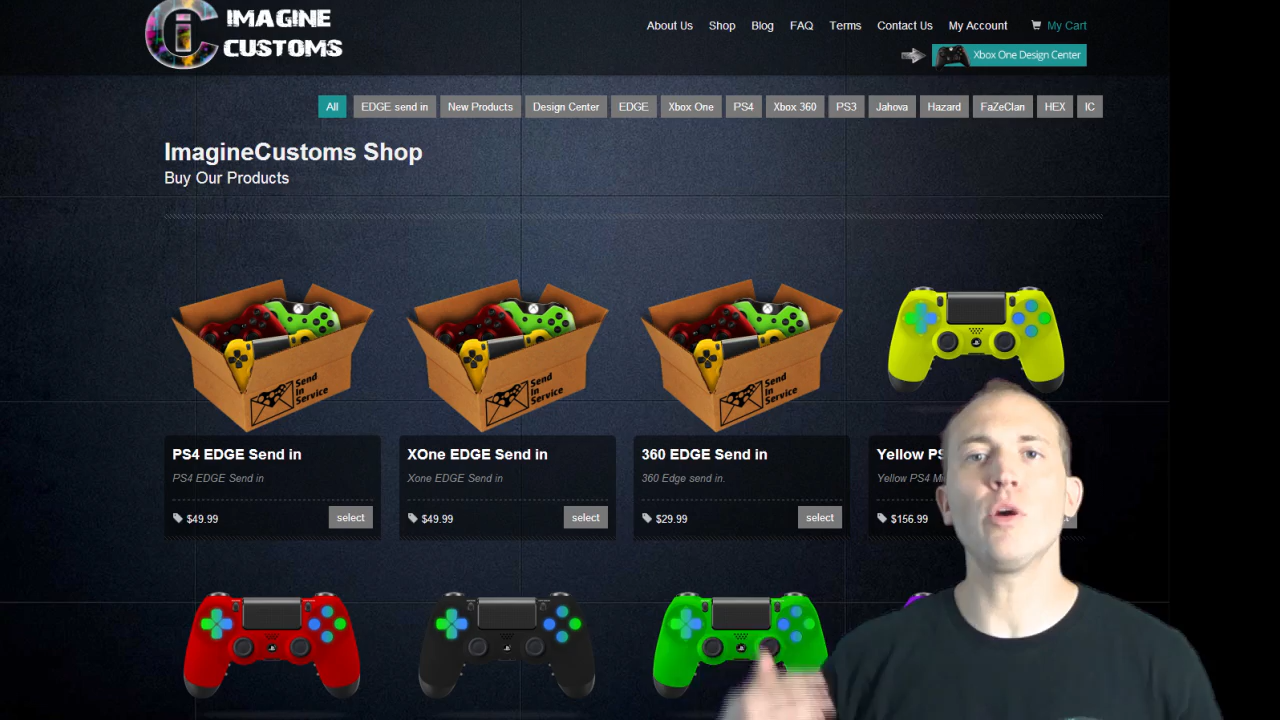 IMAGINE
CUSTOMS
About Us Shop Blog FAQ Terms Contact Us My Account My Cart
Xbox One Design Center
All EDGE send in New Products Design Center EDGE Xbox One PS4 Xbox 360 PS3 Jahova Hazard FaZeClan HEX IC
ImagineCustoms Shop
Buy Our Products
Send In Service
Send In Service
Send In Service
PS4 EDGE Send in
PS4 EDGE Send in
$49.99 select
XOne EDGE Send in
Xone EDGE Send in
$49.99 select
360 EDGE Send in
360 Edge send in.
$29.99 select
Yellow
Yellow PS4
$156.99